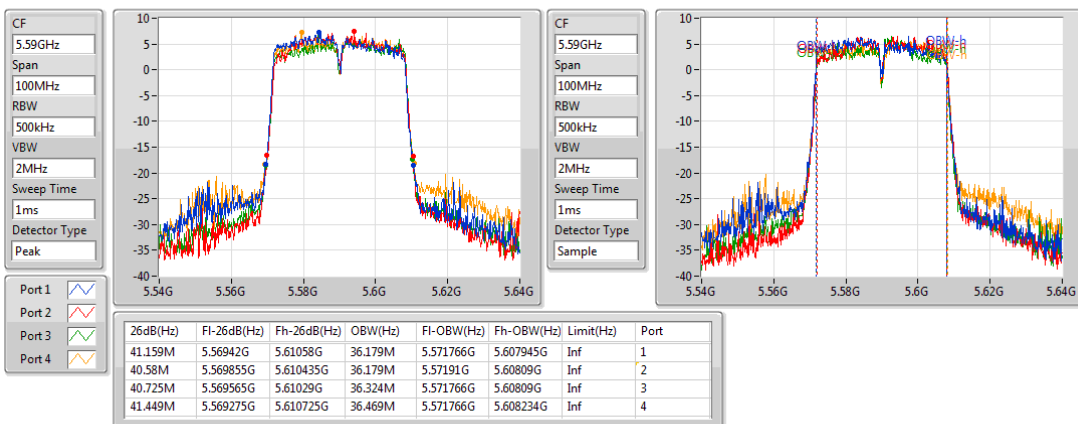 CF
5.59GHz
Span
100MHz
RBW
500kHz
VBW
2MHz
Sweep Time
1ms
Detector Type
Peak
10
5
0
-5
-10
-15
-20
-25
-30
-35
-40
5.54G 5.56G 5.58G 5.6G 5.62G 5.64G
CF
5.59GHz
Span
100MHz
RBW
500kHz
VBW
2MHz
Sweep Time
1ms
Detector Type
Sample
10
5
0
-5
-10
-15
-20
-25
-30
-35
-40
OBW-h
5.54G 5.56G 5.58G 5.6G 5.62G 5.64G
Port 1
Port 2
Port 3
Port 4
26dB(Hz) Fl-26dB(Hz) Fh-26dB(Hz) OBW(Hz) Fl-OBW(Hz) Fh-OBW(Hz) Limit(Hz) Port
41.159M 5.56942G 5.61058G 36.179M 5.571766G 5.607945G Inf 1
40.58M 5.569855G 5.610435G 36.179M 5.57191G 5.60809G Inf 2
40.725M 5.569565G 5.61029G 36.324M 5.571766G 5.60809G Inf 3
41.449M 5.569275G 5.610725G 36.469M 5.571766G 5.608234G Inf 4